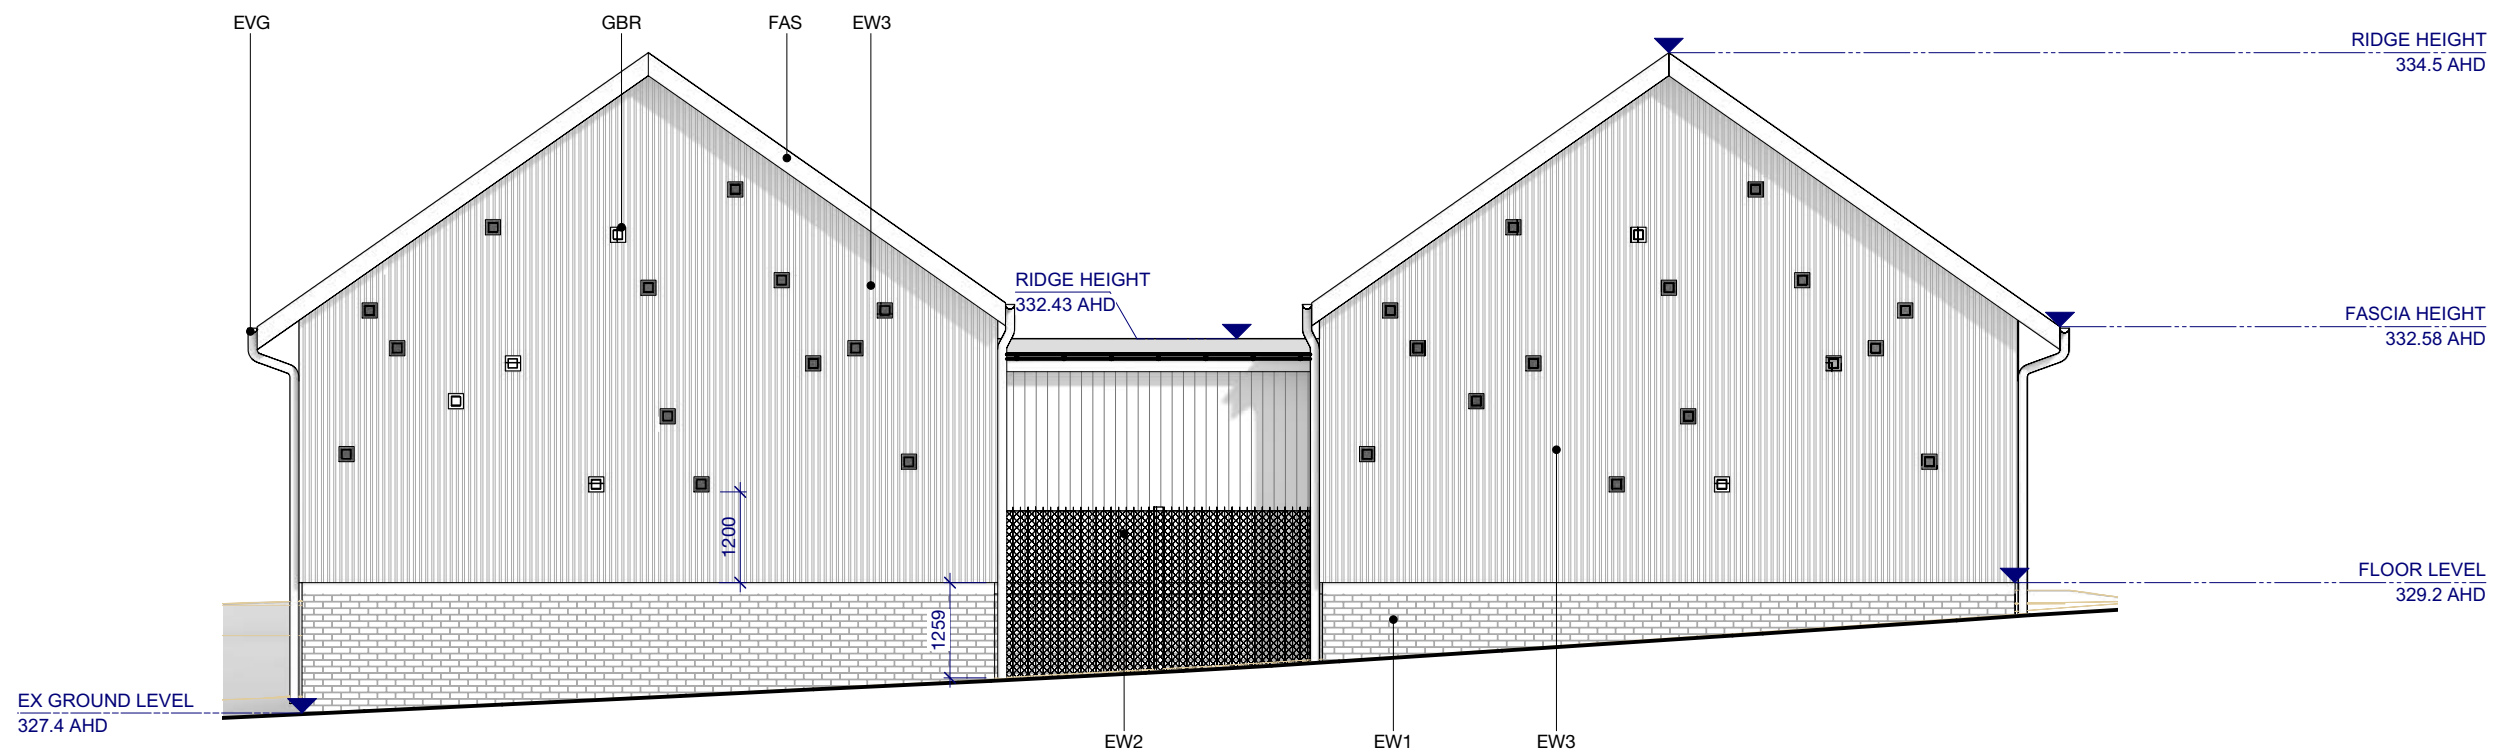 EVG
GBR
FAS
EW3
RIDGE HEIGHT
334.5 AHD
RIDGE HEIGHT
332.43 AHD
FASCIA HEIGHT
332.58 AHD
1200
FLOOR LEVEL
329.2 AHD
1259
EX GROUND LEVEL
327.4 AHD
EW2
EW1
EW3